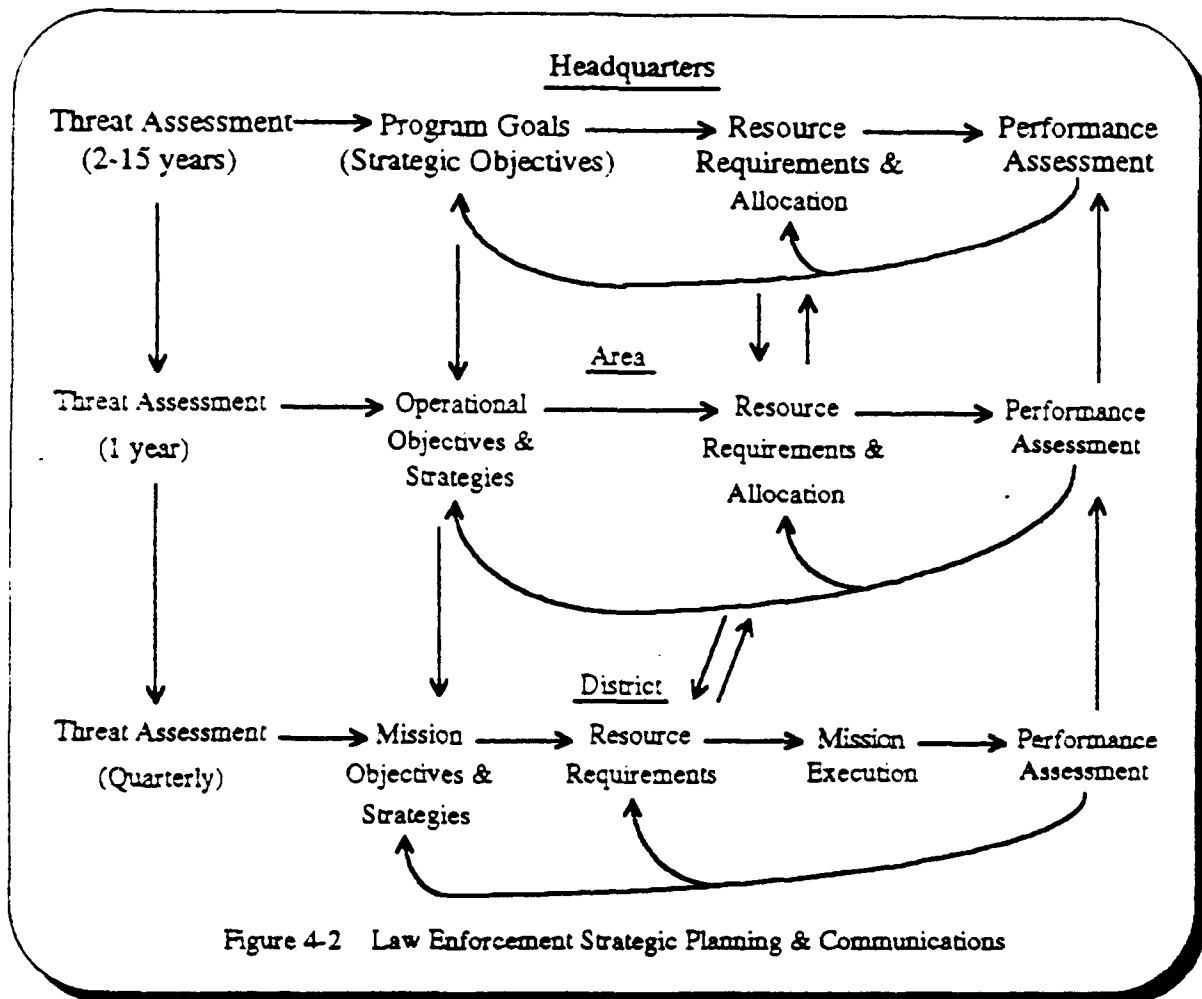 Headquarters
Threat Assessment
(2-15 years)
Program Goals
(Strategic Objectives)
Resource
Requirements &
Allocation
Performance
Assessment
Area
Threat Assessment
(1 year)
Operational
Objectives &
Strategies
Resource
Requirements &
Allocation
Performance
Assessment
District
Threat Assessment
(Quarterly)
Mission
Objectives &
Strategies
Resource
Requirements
Mission
Execution
Performance
Assessment
Figure 4-2 Law Enforcement Strategic Planning & Communications